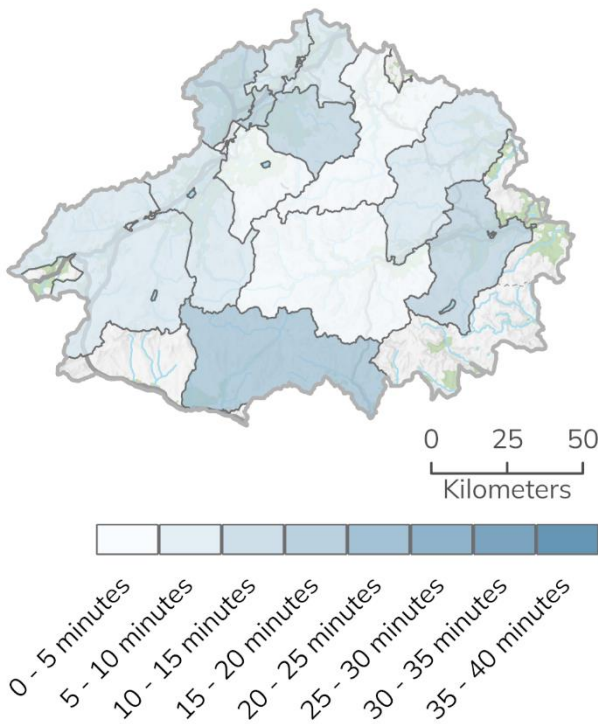 0 25 50
Kilometers
0 - 5 minutes
5 - 10 minutes
10 - 15 minutes
15 - 20 minutes
20 - 25 minutes
25 - 30 minutes
30 - 35 minutes
35 - 40 minutes